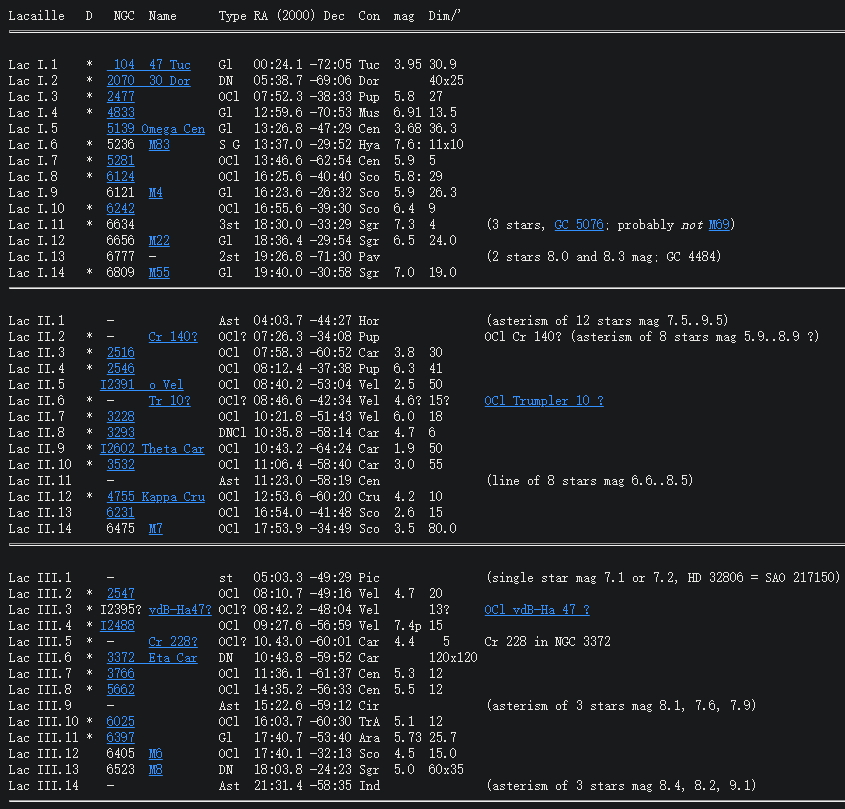 Lacaille   D   NGC  Name      Type RA (2000) Dec  Con  mag  Dim/'
Lac I.1    *   104  47 Tuc    Gl   00:24.1 -72:05 Tuc  3.95 30.9
Lac I.2    *  2070  30 Dor    DN   05:38.7 -69:06 Dor       40x25
Lac I.3    *  2477            OCl  07:52.3 -38:33 Pup  5.8  27
Lac I.4    *  4833            Gl   12:59.6 -70:53 Mus  6.91 13.5
Lac I.5       5139 Omega Cen  Gl   13:26.8 -47:29 Cen  3.68 36.3
Lac I.6    *  5236  M83       S G  13:37.0 -29:52 Hya  7.6: 11x10
Lac I.7    *  5281            OCl  13:46.6 -62:54 Cen  5.9  5
Lac I.8    *  6124            OCl  16:25.6 -40:40 Sco  5.8: 29
Lac I.9       6121  M4        Gl   16:23.6 -26:32 Sco  5.9  26.3
Lac I.10   *  6242            OCl  16:55.6 -39:30 Sco  6.4  9
Lac I.11   *  6634            3st  18:30.0 -33:29 Sgr  7.3  4       (3 stars, GC 5076; probably not M69)
Lac I.12      6656  M22       Gl   18:36.4 -29:54 Sgr  6.5  24.0
Lac I.13      6777  -         2st  19:26.8 -71:30 Pav               (2 stars 8.0 and 8.3 mag; GC 4484)
Lac I.14   *  6809  M55       Gl   19:40.0 -30:58 Sgr  7.0  19.0
Lac II.1      -               Ast  04:03.7 -44:27 Hor               (asterism of 12 stars mag 7.5..9.5)
Lac II.2   *  -     Cr 140?   OCl? 07:26.3 -34:08 Pup               OCl Cr 140? (asterism of 8 stars mag 5.9..8.9 ?)
Lac II.3   *  2516            OCl  07:58.3 -60:52 Car  3.8  30
Lac II.4   *  2546            OCl  08:12.4 -37:38 Pup  6.3  41
Lac II.5     I2391  o Vel     OCl  08:40.2 -53:04 Vel  2.5  50
Lac II.6   *  -     Tr 10?    OCl? 08:46.6 -42:34 Vel  4.6? 15?     OCl Trumpler 10 ?
Lac II.7   *  3228            OCl  10:21.8 -51:43 Vel  6.0  18
Lac II.8   *  3293            DNCl 10:35.8 -58:14 Car  4.7  6
Lac II.9   * I2602 Theta Car  OCl  10:43.2 -64:24 Car  1.9  50
Lac II.10  *  3532            OCl  11:06.4 -58:40 Car  3.0  55
Lac II.11     -               Ast  11:23.0 -58:19 Cen               (line of 8 stars mag 6.6..8.5)
Lac II.12  *  4755 Kappa Cru  OCl  12:53.6 -60:20 Cru  4.2  10
Lac II.13     6231            OCl  16:54.0 -41:48 Sco  2.6  15
Lac II.14     6475  M7        OCl  17:53.9 -34:49 Sco  3.5  80.0
Lac III.1     -               st   05:03.3 -49:29 Pic               (single star mag 7.1 or 7.2, HD 32806 = SAO 217150)
Lac III.2  *  2547            OCl  08:10.7 -49:16 Vel  4.7  20
Lac III.3  * I2395? vdB-Ha47? OCl? 08:42.2 -48:04 Vel       13?     OCl vdB-Ha 47 ?
Lac III.4  * I2488            OCl  09:27.6 -56:59 Vel  7.4p 15
Lac III.5  *  -     Cr 228?   OCl? 10.43.0 -60:01 Car  4.4    5     Cr 228 in NGC 3372
Lac III.6  *  3372  Eta Car   DN   10:43.8 -59:52 Car       120x120
Lac III.7  *  3766            OCl  11:36.1 -61:37 Cen  5.3  12
Lac III.8  *  5662            OCl  14:35.2 -56:33 Cen  5.5  12
Lac III.9     -               Ast  15:22.6 -59:12 Cir               (asterism of 3 stars mag 8.1, 7.6, 7.9)
Lac III.10 *  6025            OCl  16:03.7 -60:30 TrA  5.1  12
Lac III.11 *  6397            Gl   17:40.7 -53:40 Ara  5.73 25.7
Lac III.12    6405  M6        OCl  17:40.1 -32:13 Sco  4.5  15.0
Lac III.13    6523  M8        DN   18:03.8 -24:23 Sgr  5.0  60x35
Lac III.14    -               Ast  21:31.4 -58:35 Ind               (asterism of 3 stars mag 8.4, 8.2, 9.1)